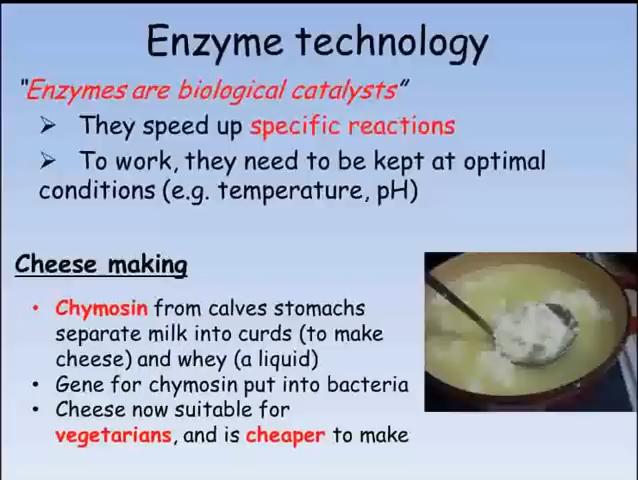 Enzyme technology
"Enzymes are biological catalysts"
➢ They speed up specific reactions
➢ To work, they need to be kept at optimal
conditions (e.g. temperature, pH)
Cheese making
• Chymosin from calves stomachs
separate milk into curds (to make
cheese) and whey (a liquid)
• Gene for chymosin put into bacteria
• Cheese now suitable for
vegetarians, and is cheaper to make